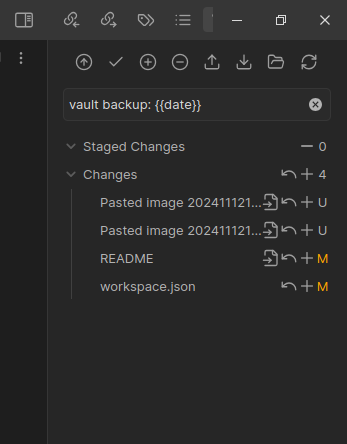 vault backup: {{date}}
Staged Changes 0
Changes 4
Pasted image 202411121... U
Pasted image 202411121... U
README M
workspace.json M